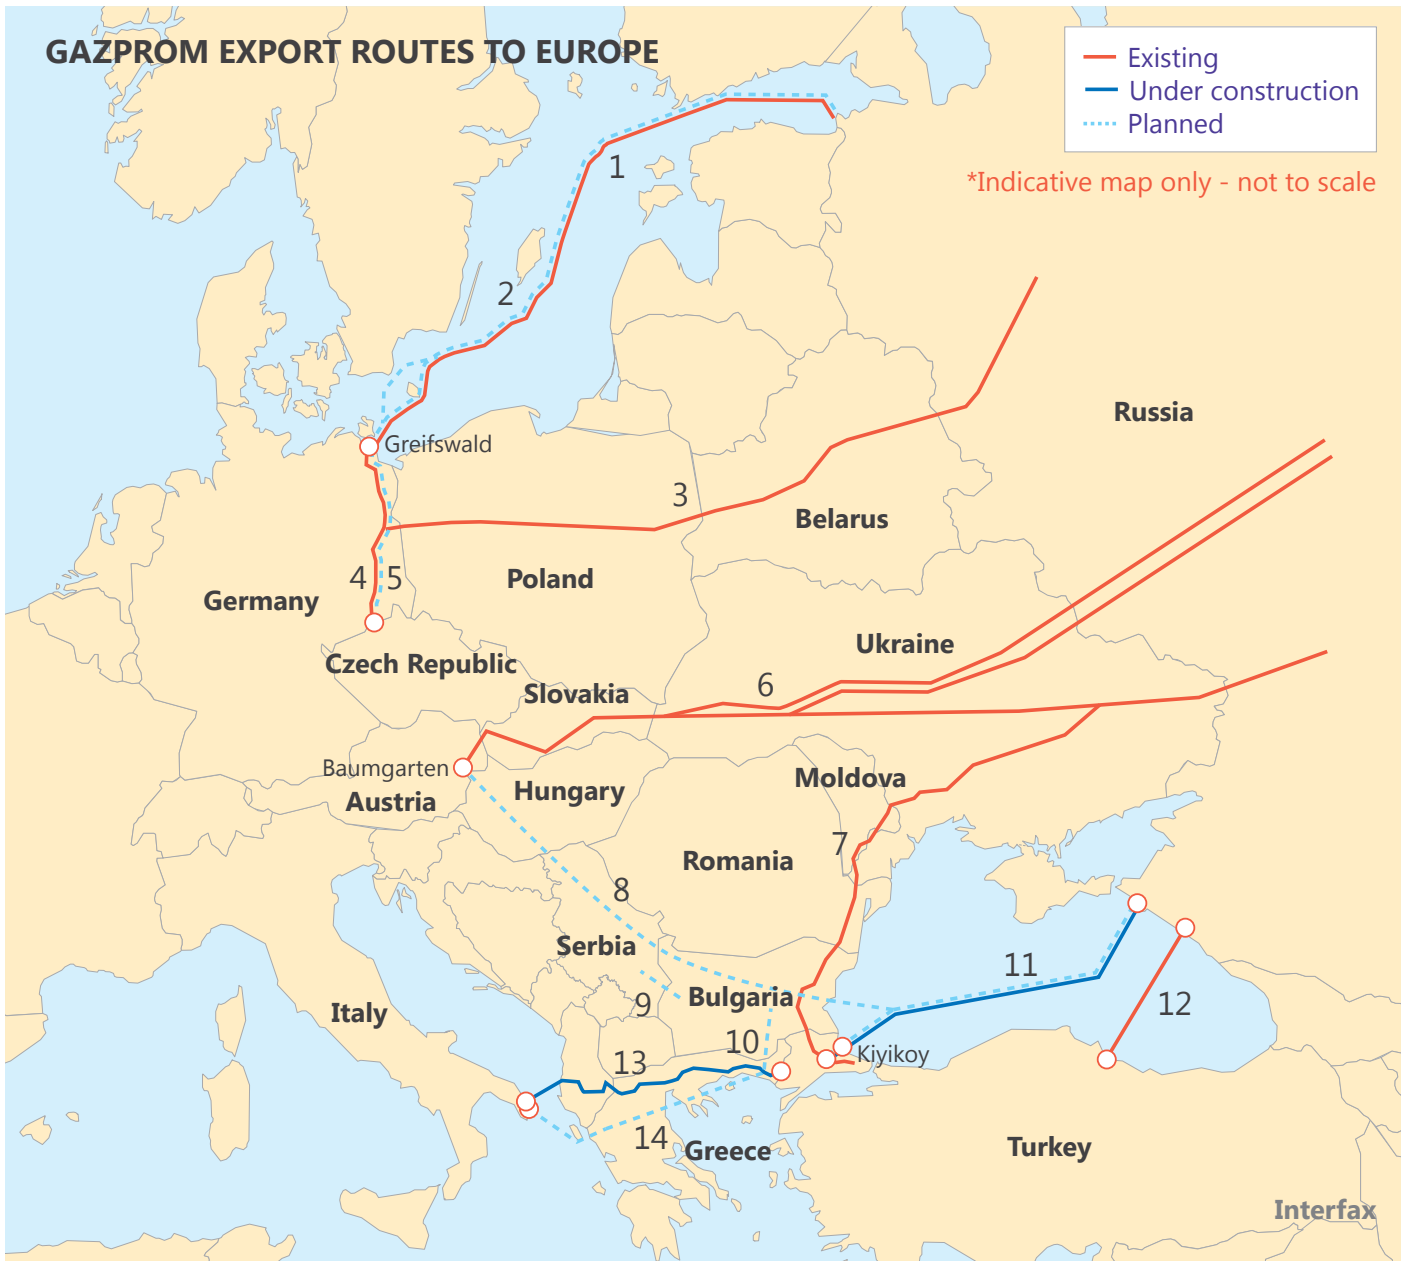 GAZPROM EXPORT ROUTES TO EUROPE
Existing
Under construction
Planned
*Indicative map only - not to scale
1
2
Russia
Greifswald
3
Belarus
4
5
Poland
Germany
Ukraine
Czech Republic
6
Slovakia
Baumgarten
Moldova
Hungary
Austria
7
Romania
8
Serbia
11
Bulgaria
9
12
Italy
10
Kiyikoy
13
14
Greece
Turkey
Interfax